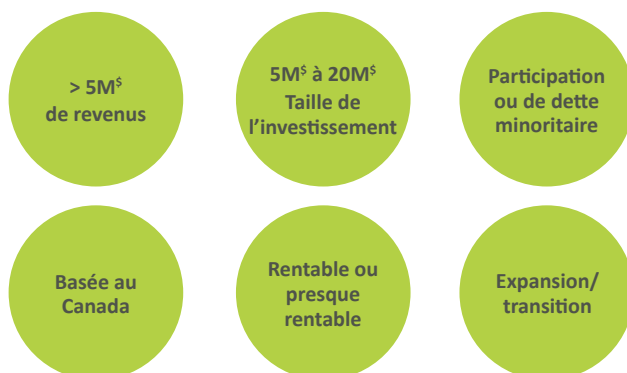 > 5M$
de revenus
5M$ à 20M$
Taille de
l’investissement
Participation
ou de dette
minoritaire
Basée au
Canada
Rentable ou
presque
rentable
Expansion/
transition